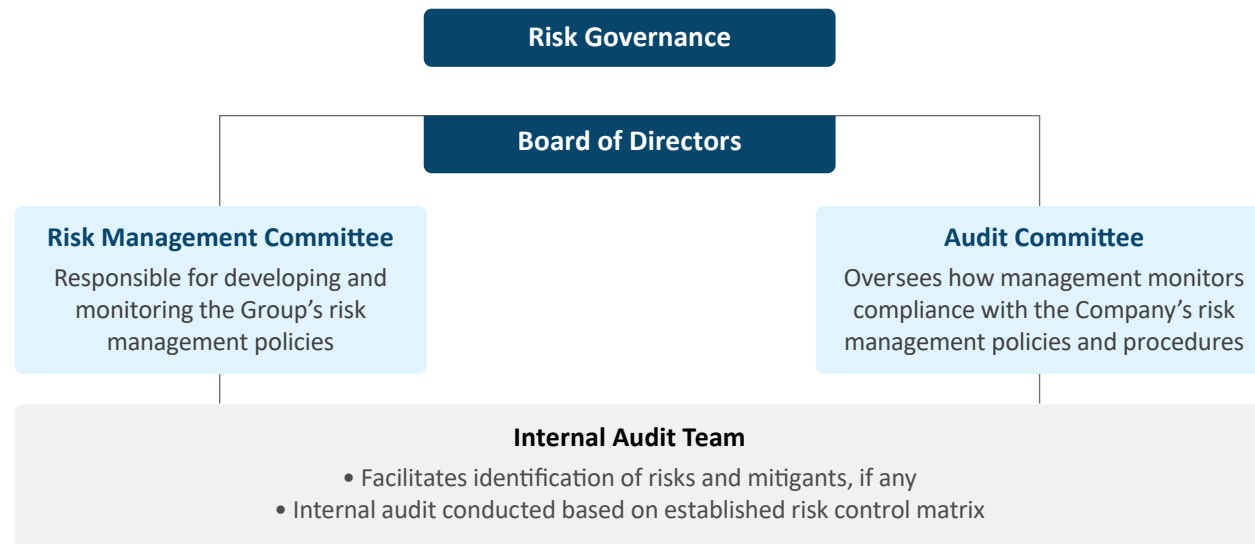 Risk Governance
Board of Directors
Risk Management Committee
Responsible for developing and
monitoring the Group’s risk
management policies
Audit Committee
Oversees how management monitors
compliance with the Company’s risk
management policies and procedures
Internal Audit Team
• Facilitates identification of risks and mitigants, if any
• Internal audit conducted based on established risk control matrix